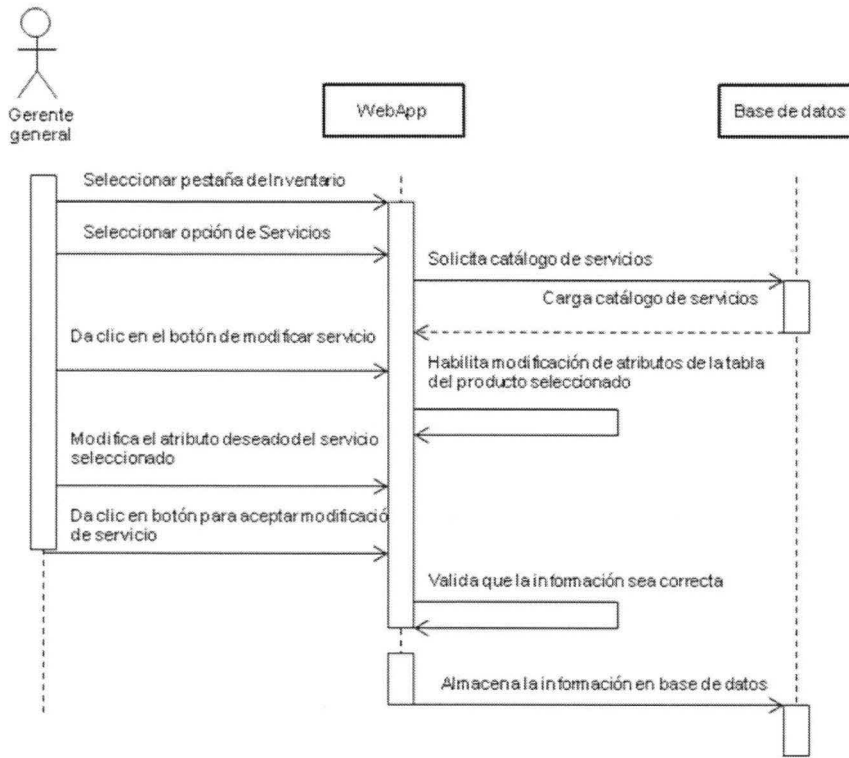 Gerente
general
WebApp
Base de datos
Seleccionar pestaña de Inventario
Seleccionar opción de Servicios
Solicita catálogo de servicios
Carga catálogo de servicios
Da clic en el botón de modificar servicio
Habilita modificación de atributos de la tabla
del producto seleccionado
Modifica el atributo deseado del servicio
seleccionado
Da clic en botón para aceptar modificació
de servicio
Valida que la información sea correcta
Almacena la información en base de datos